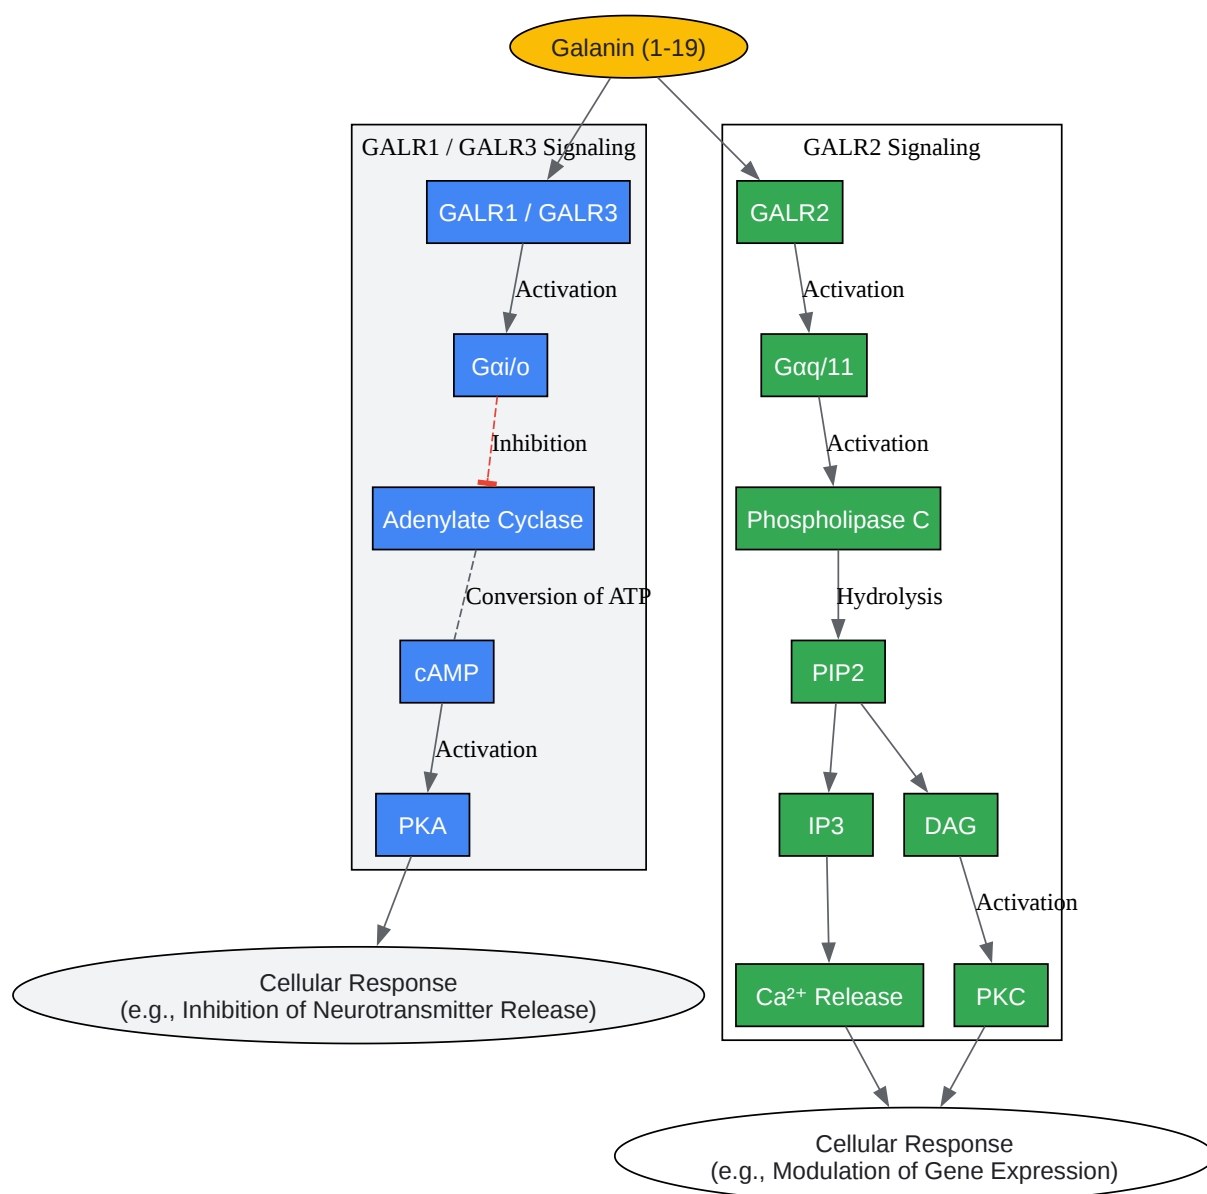 Galanin (1-19)
GALR1 / GALR3 Signaling
GALR1 / GALR3
Activation
Gαi/o
Inhibition
Adenylate Cyclase
Conversion of ATP
cAMP
Activation
PKA
Cellular Response
(e.g., Inhibition of Neurotransmitter Release)
GALR2 Signaling
GALR2
Activation
Gαq/11
Activation
Phospholipase C
Hydrolysis
PIP2
IP3
DAG
Activation
Ca²⁺ Release
PKC
Cellular Response
(e.g., Modulation of Gene Expression)